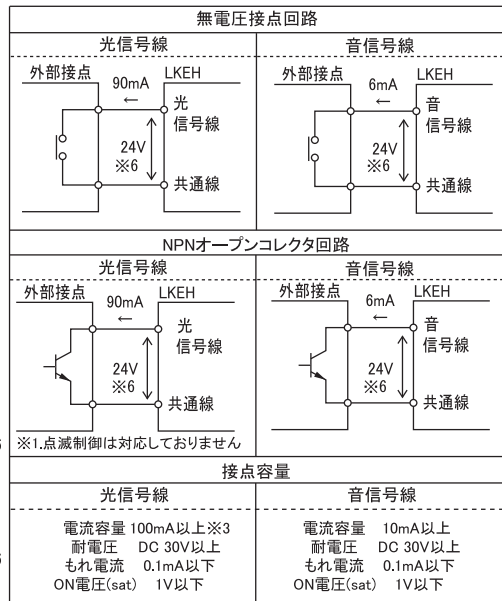 無電圧接点回路
光信号線
音信号線
外部接点 90mA LKEH
←
光
信号線
24V
※6
共通線
外部接点 6mA LKEH
←
音
信号線
24V
※6
共通線
NPNオープンコレクタ回路
光信号線
音信号線
外部接点 90mA LKEH
←
光
信号線
24V
※6
共通線
※1.点滅制御は対応しておりません
外部接点 6mA LKEH
←
音
信号線
24V
※6
共通線
接点容量
光信号線
音信号線
電流容量 100mA以上※3
耐電圧 DC 30V以上
もれ電流 0.1mA以下
ON電圧(sat) 1V以下
電流容量 10mA以上
耐電圧 DC 30V以上
もれ電流 0.1mA以下
ON電圧(sat) 1V以下